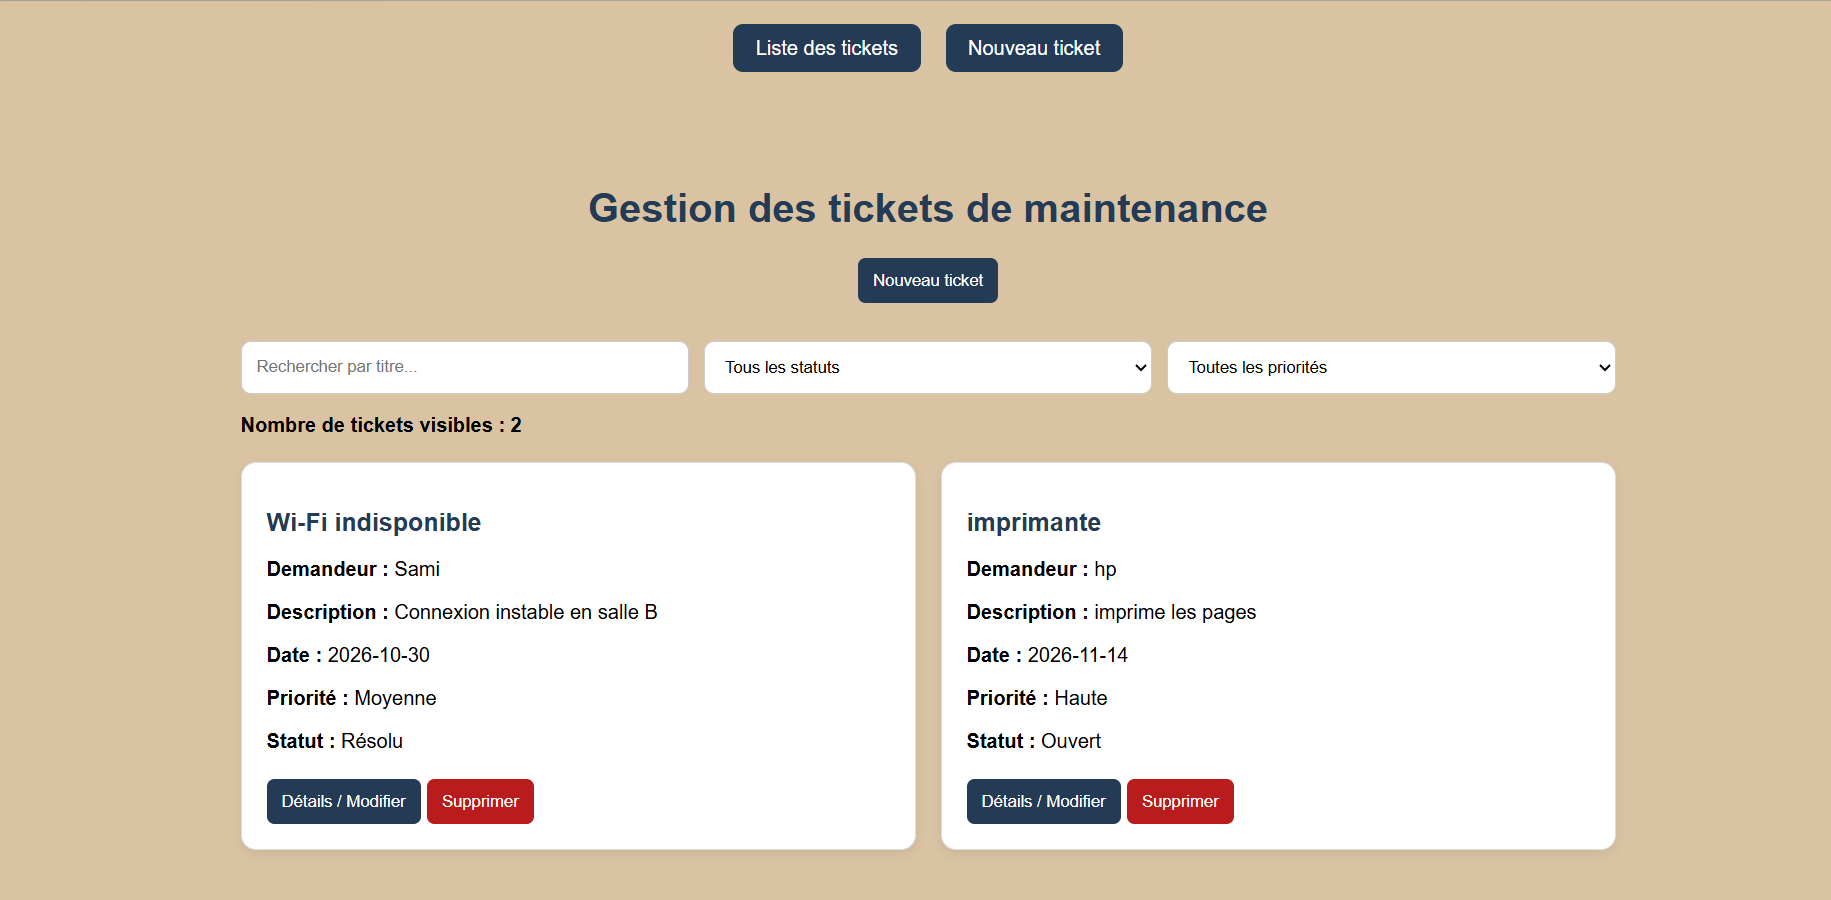 Liste des tickets
Nouveau ticket
Gestion des tickets de maintenance
Nouveau ticket
Rechercher par titre...
Tous les statuts
Toutes les priorités
Nombre de tickets visibles : 2
Wi-Fi indisponible
Demandeur : Sami
Description : Connexion instable en salle B
Date : 2026-10-30
Priorité : Moyenne
Statut : Résolu
Détails / Modifier
Supprimer
imprimante
Demandeur : hp
Description : imprime les pages
Date : 2026-11-14
Priorité : Haute
Statut : Ouvert
Détails / Modifier
Supprimer